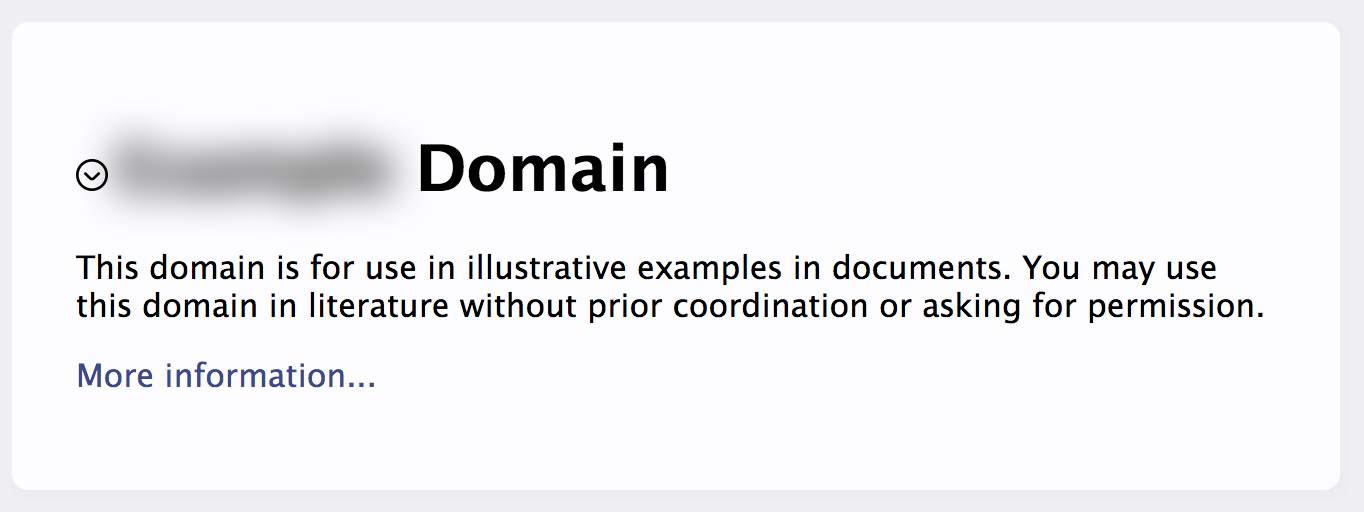 Domain
This domain is for use in illustrative examples in documents. You may use
this domain in literature without prior coordination or asking for permission.
More information...